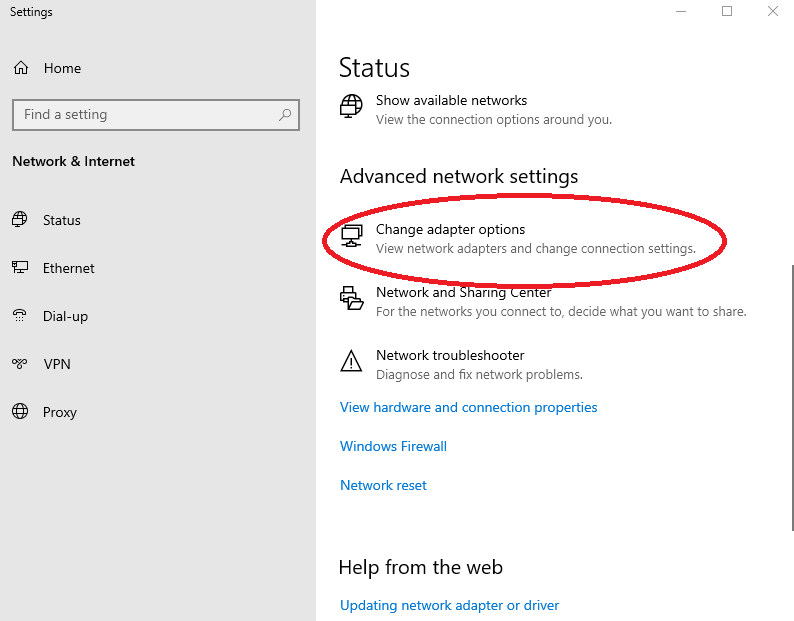 Settings
Home
Find a setting
Network & Internet
Status
Ethernet
Dial-up
VPN
Proxy
Status
Show available networks
View the connection options around you.
Advanced network settings
Change adapter options
View network adapters and change connection settings.
Network and Sharing Center
For the networks you connect to, decide what you want to share.
Network troubleshooter
Diagnose and fix network problems.
View hardware and connection properties
Windows Firewall
Network reset
Help from the web
Updating network adapter or driver